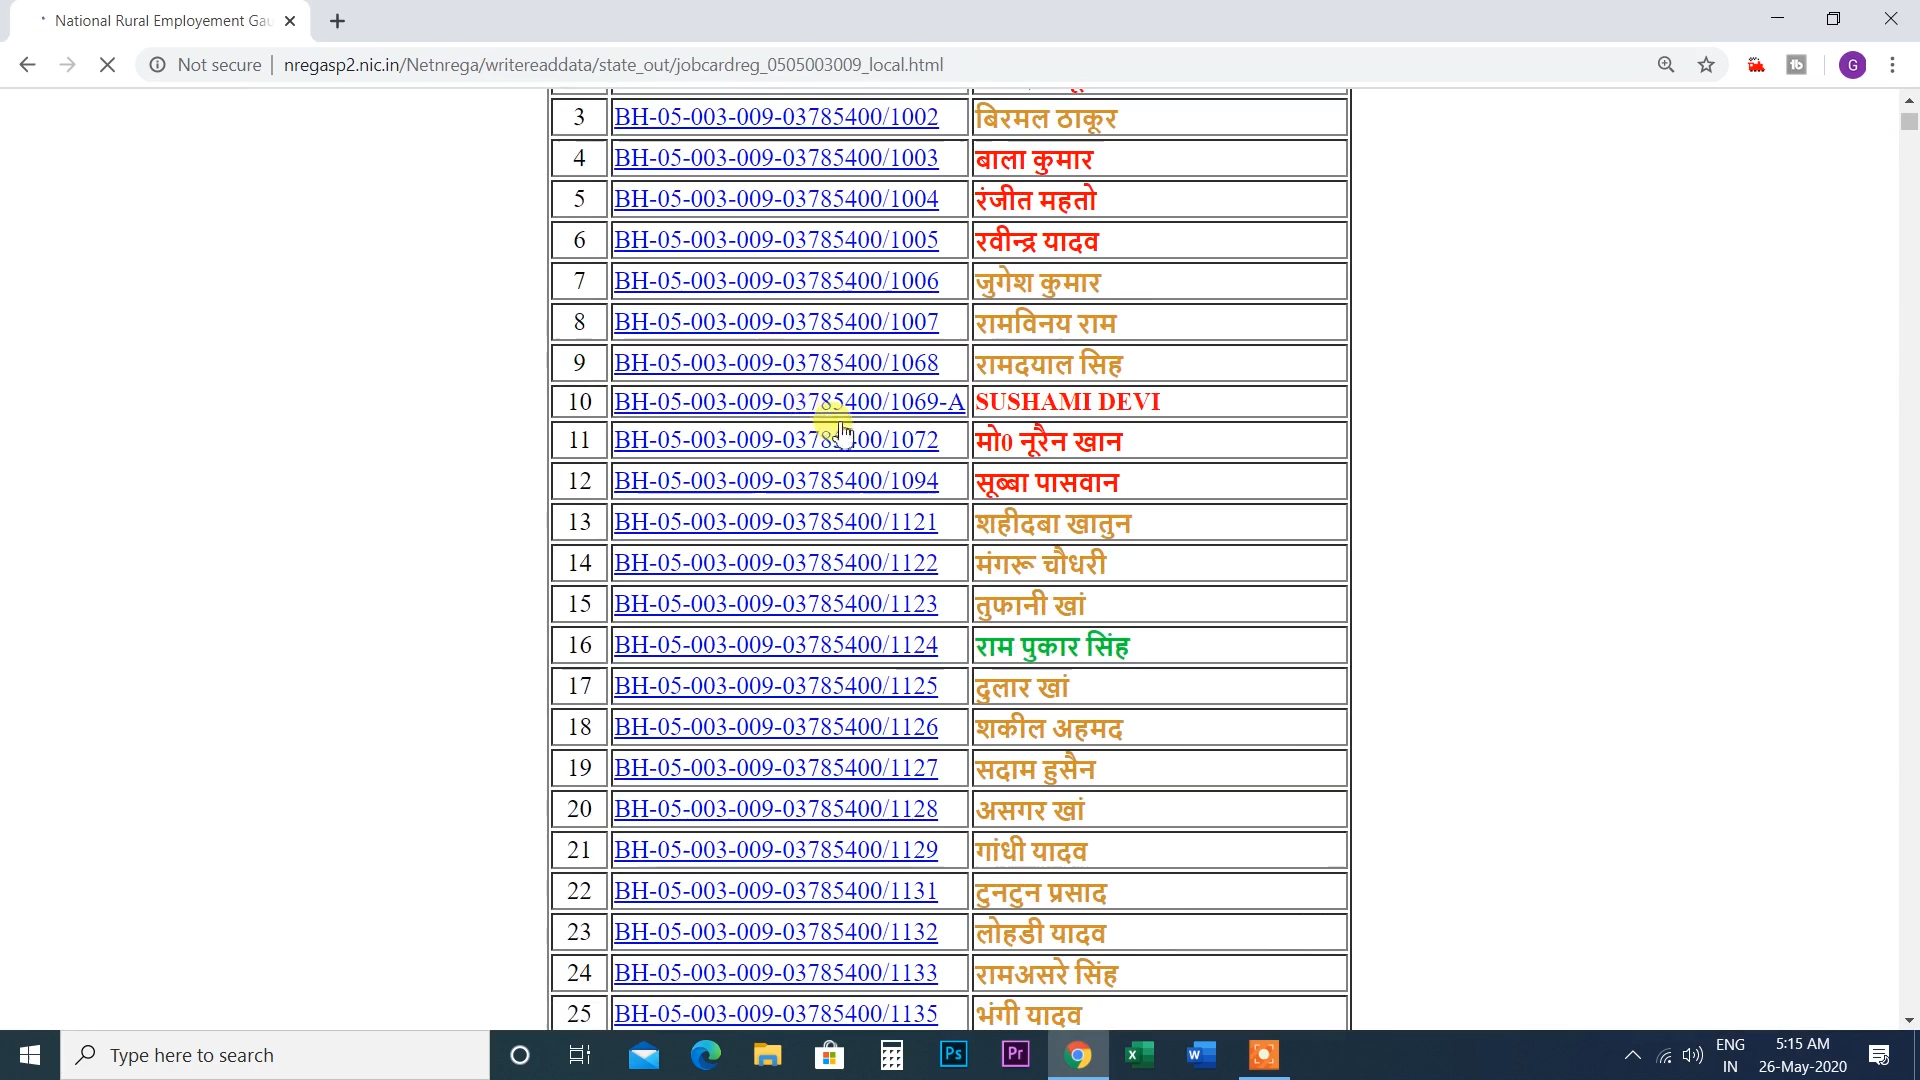 National Rural Employement Gau
Not secure | nregasp2.nic.in/Netnrega/writereaddata/state_out/jobcardreg_0505003009_local.html
G
3 BH-05-003-009-03785400/1002 बिरमल ठाकूर
4 BH-05-003-009-03785400/1003 बाला कुमार
5 BH-05-003-009-03785400/1004 रंजीत महतो
6 BH-05-003-009-03785400/1005 रवीन्द्र यादव
7 BH-05-003-009-03785400/1006 जुगेश कुमार
8 BH-05-003-009-03785400/1007 रामविनय राम
9 BH-05-003-009-03785400/1068 रामदयाल सिह
10 BH-05-003-009-03785400/1069-A SUSHAMI DEVI
11 BH-05-003-009-03785400/1072 मो0 नूरैन खान
12 BH-05-003-009-03785400/1094 सूब्बा पासवान
13 BH-05-003-009-03785400/1121 शहीदबा खातुन
14 BH-05-003-009-03785400/1122 मंगरू चौधरी
15 BH-05-003-009-03785400/1123 तुफानी खां
16 BH-05-003-009-03785400/1124 राम पुकार सिंह
17 BH-05-003-009-03785400/1125 दुलार खां
18 BH-05-003-009-03785400/1126 शकील अहमद
19 BH-05-003-009-03785400/1127 सदाम हुसैन
20 BH-05-003-009-03785400/1128 असगर खां
21 BH-05-003-009-03785400/1129 गांधी यादव
22 BH-05-003-009-03785400/1131 टुनटुन प्रसाद
23 BH-05-003-009-03785400/1132 लोहडी यादव
24 BH-05-003-009-03785400/1133 रामअसरे सिंह
25 BH-05-003-009-03785400/1135 भंगी यादव
Type here to search
Ps Pr
ENG 5:15 AM
IN 26-May-2020